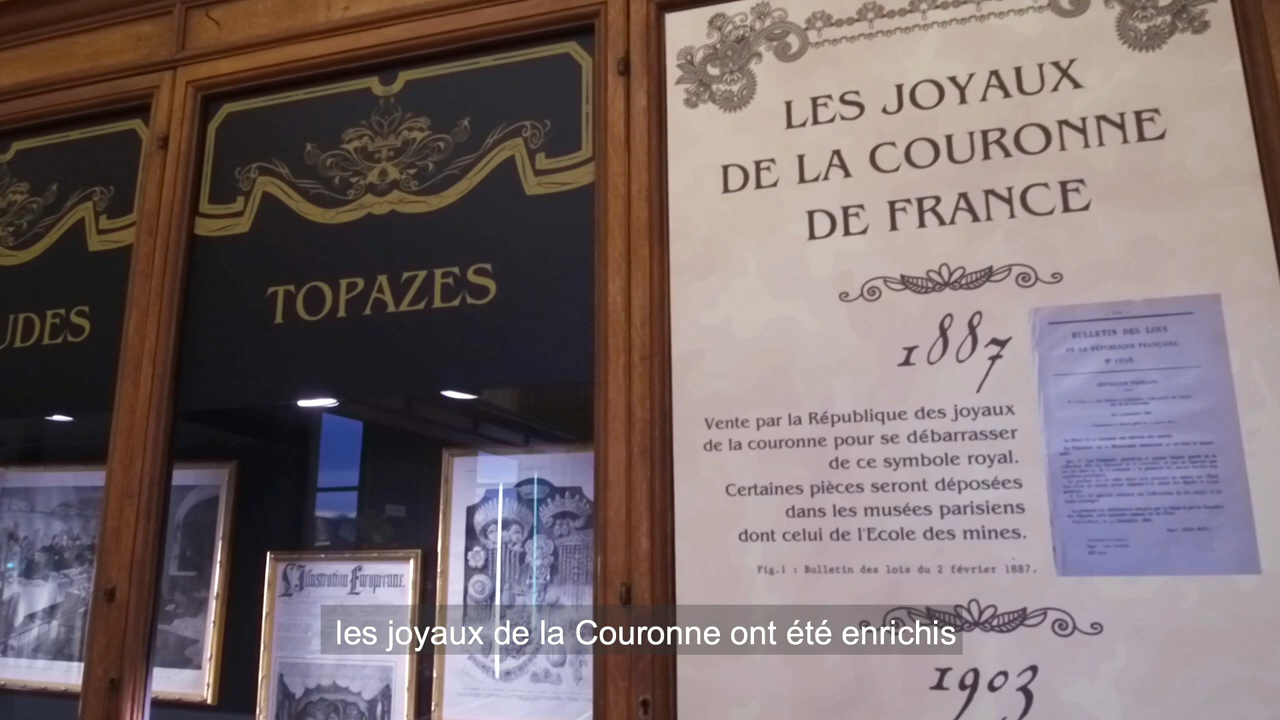 UDES
TOPAZES
L'Illustration Européenne.
LES JOYAUX
DE LA COURONNE
DE FRANCE
1887
Vente par la République des joyaux
de la couronne pour se débarrasser
de ce symbole royal.
Certaines pièces seront déposées
dans les musées parisiens
dont celui de l'Ecole des mines.
Fig.1 : Bulletin des lois du 2 février 1887.
BULLETIN DES LOIS
DE LA RÉPUBLIQUE FRANÇAISE.
1903
les joyaux de la Couronne ont été enrichis